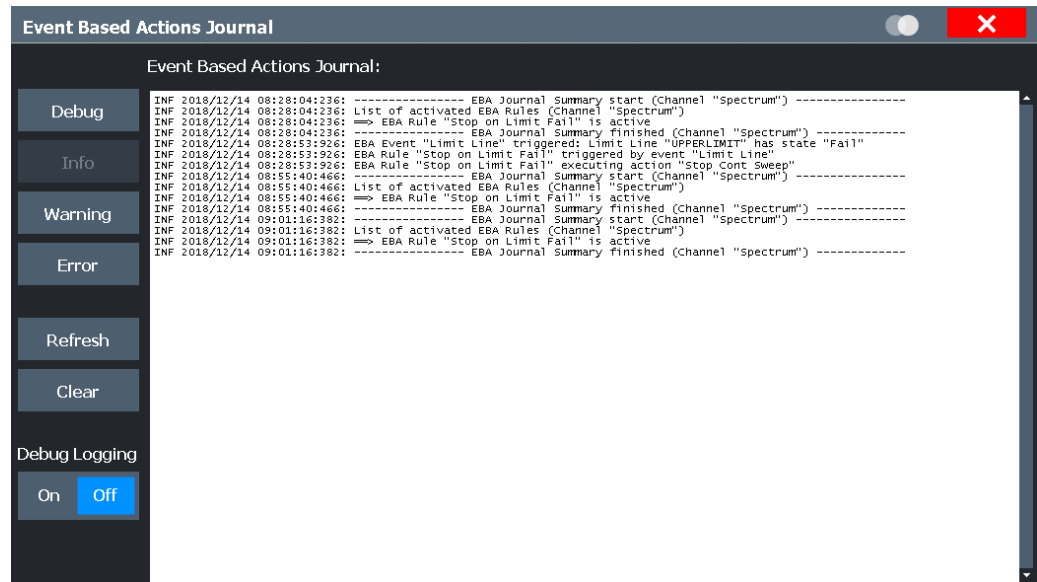 Event Based Actions Journal
Event Based Actions Journal:
Debug
Info
Warning
Error
Refresh
Clear
Debug Logging
On Off
INF 2018/12/14 08:28:04:236: ---------------- EBA Journal Summary start (Channel "Spectrum") ----------------
INF 2018/12/14 08:28:04:236: List of activated EBA Rules (Channel "Spectrum")
INF 2018/12/14 08:28:04:236: ==> EBA Rule "Stop on Limit Fail" is active
INF 2018/12/14 08:28:04:236: ---------------- EBA Journal Summary finished (Channel "Spectrum") -------------
INF 2018/12/14 08:28:53:926: EBA Event "Limit Line" triggered: Limit Line "UPPERLIMIT" has state "Fail"
INF 2018/12/14 08:28:53:926: EBA Rule "Stop on Limit Fail" triggered by event "Limit Line"
INF 2018/12/14 08:28:53:926: EBA Rule "Stop on Limit Fail" executing action "Stop Cont Sweep"
INF 2018/12/14 08:55:40:466: ---------------- EBA Journal Summary start (Channel "Spectrum") ----------------
INF 2018/12/14 08:55:40:466: List of activated EBA Rules (Channel "Spectrum")
INF 2018/12/14 08:55:40:466: ==> EBA Rule "Stop on Limit Fail" is active
INF 2018/12/14 08:55:40:466: ---------------- EBA Journal Summary finished (Channel "Spectrum") -------------
INF 2018/12/14 09:01:16:382: ---------------- EBA Journal Summary start (Channel "Spectrum") ----------------
INF 2018/12/14 09:01:16:382: List of activated EBA Rules (Channel "Spectrum")
INF 2018/12/14 09:01:16:382: ==> EBA Rule "Stop on Limit Fail" is active
INF 2018/12/14 09:01:16:382: ---------------- EBA Journal Summary finished (Channel "Spectrum") -------------